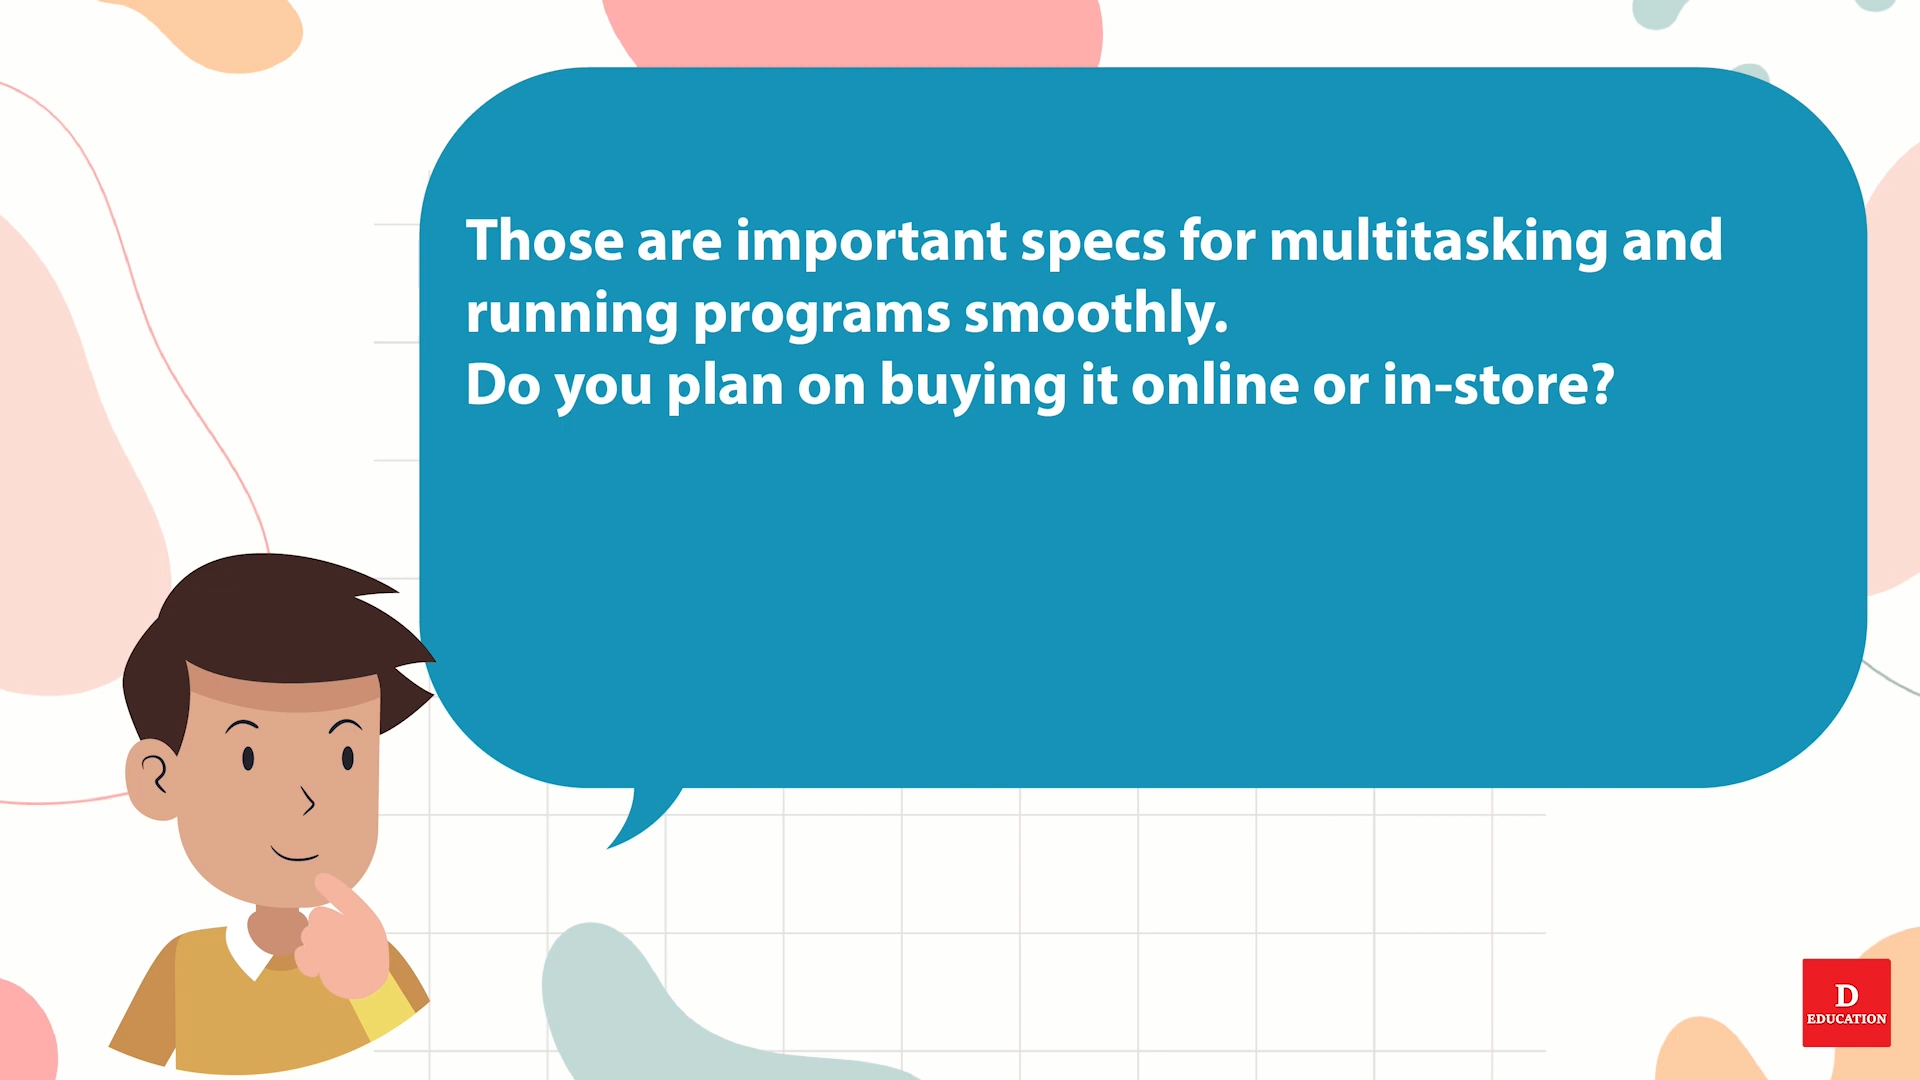 Those are important specs for multitasking and
running programs smoothly.
Do you plan on buying it online or in-store?
D
EDUCATION